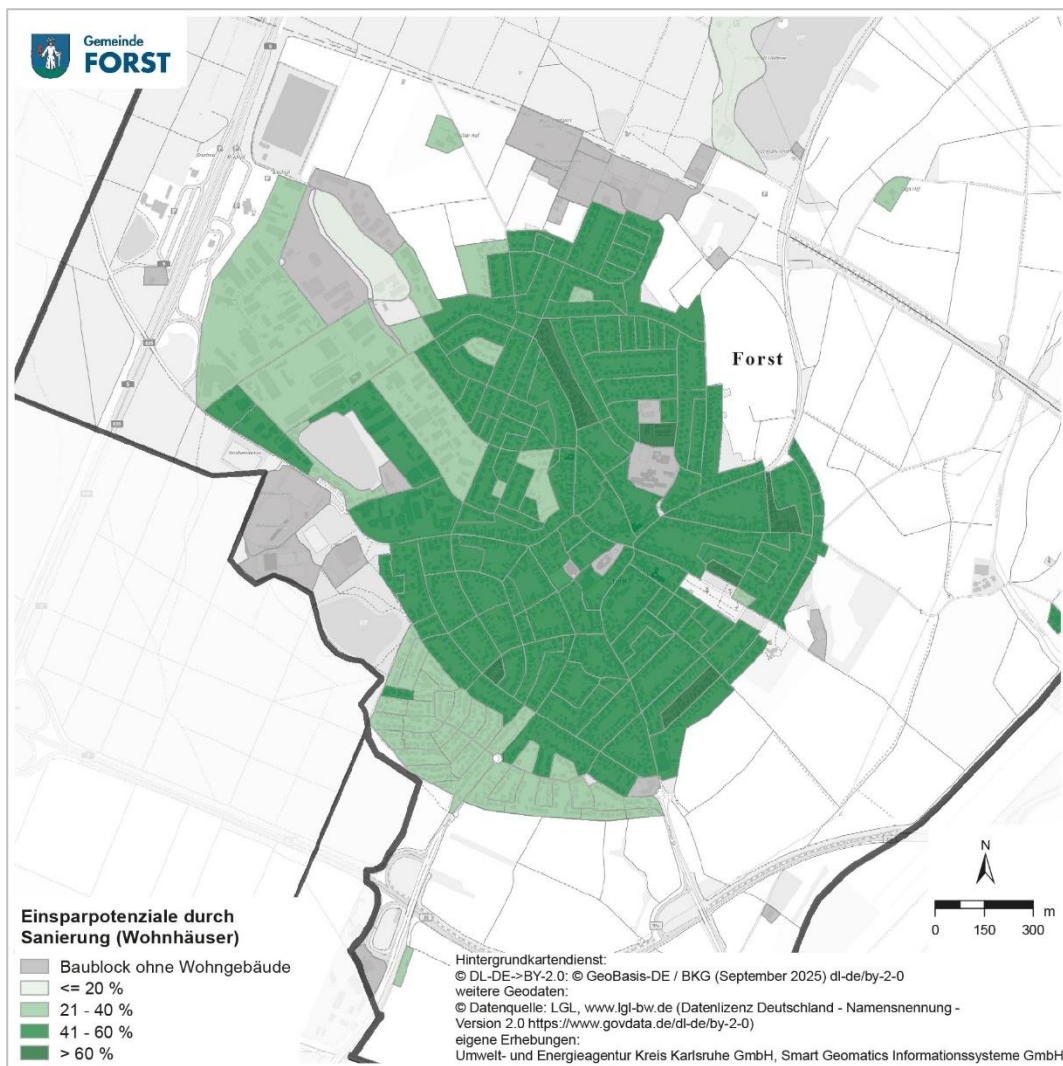 Gemeinde
FORST
Forst
N
0 150 300 m
Einsparpotenziale durch
Sanierung (Wohnhäuser)
Baublock ohne Wohngebäude
<= 20 %
21 - 40 %
41 - 60 %
> 60 %
Hintergrundkartendienst:
© DL-DE->BY-2.0: © GeoBasis-DE / BKG (September 2025) dl-de/by-2-0
weitere Geodaten:
© Datenquelle: LGL, www.lgl-bw.de (Datenlizenz Deutschland - Namensnennung -
Version 2.0 https://www.govdata.de/dl-de/by-2-0)
eigene Erhebungen:
Umwelt- und Energieagentur Kreis Karlsruhe GmbH, Smart Geomatics Informationssysteme GmbH